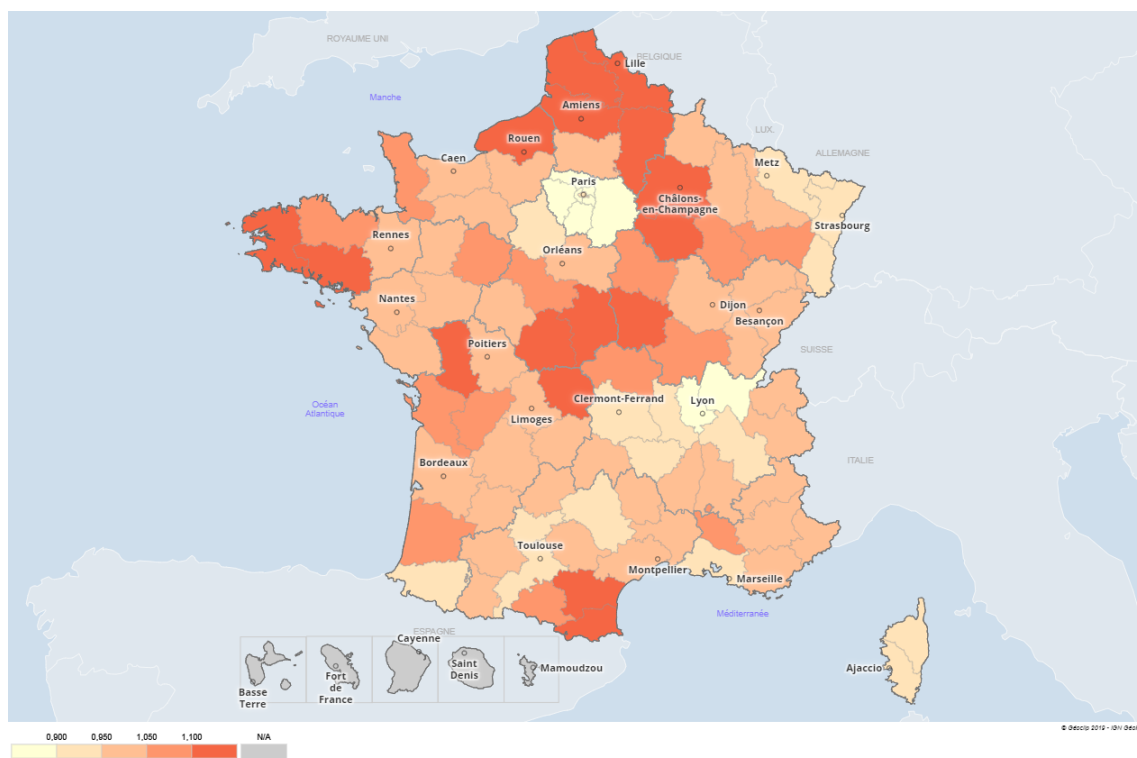 ROYAUME UNI
BELGIQUE
Lille
Manche
Amiens
LUX.
Rouen
ALLEMAGNE
Caen
Metz
Paris
Châlons-
en-Champagne
Strasbourg
Rennes
Orléans
Nantes
Dijon
Besançon
Poitiers
SUISSE
Océan
Atlantique
Clermont-Ferrand
Lyon
Limoges
Bordeaux
ITALIE
Toulouse
Montpellier
Marseille
Méditerranée
ESPAGNE
Cayenne
Saint
Denis
Mamoudzou
Ajaccio
Fort
de
France
Basse
Terre
© Géoclip 2019 - IGN Géo
0,900 0,950 1,050 1,100 N/A